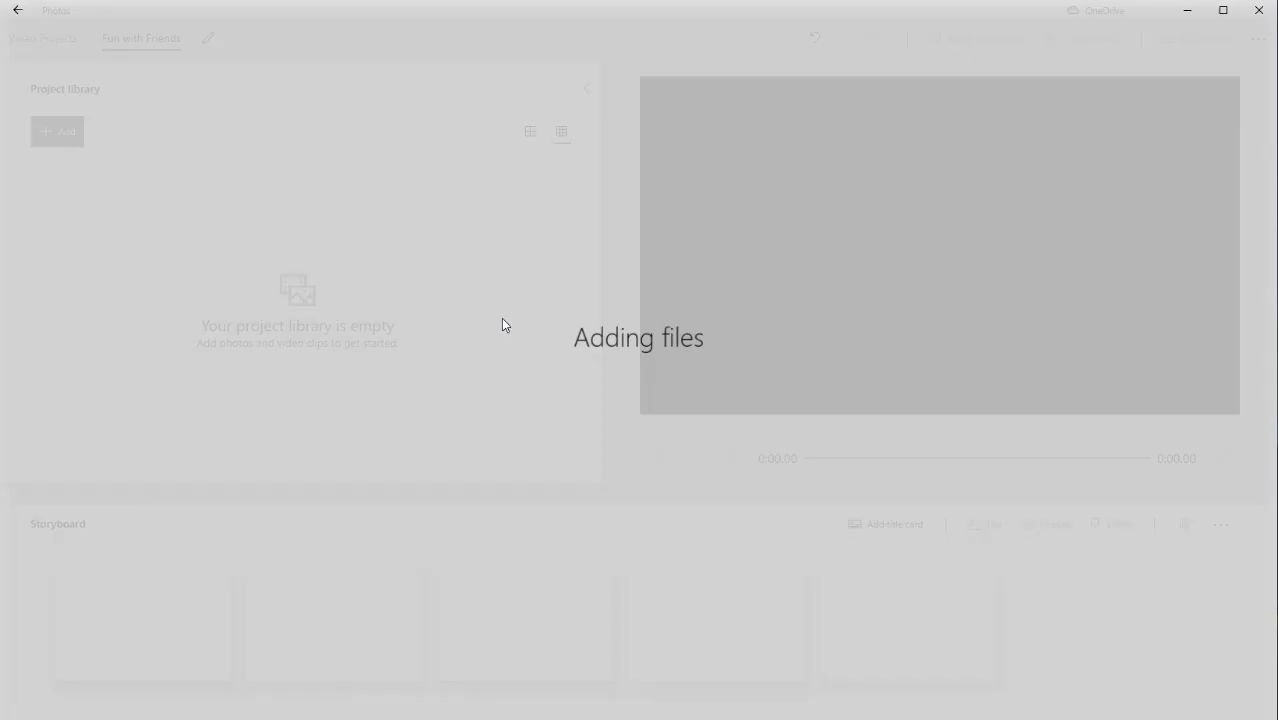 Photos
OneDrive
Video Projects
Fun with Friends
Project library
Add
Your project library is empty
Add photos and video clips to get started
Adding files
0:00.00
0:00.00
Storyboard
Add title card